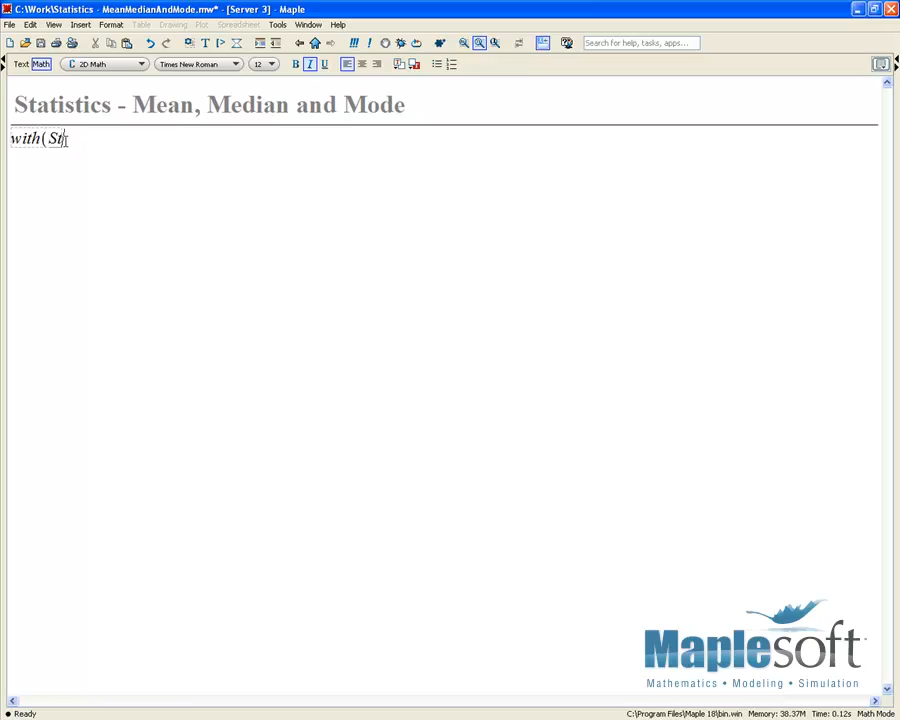 C:\Work\Statistics - MeanMedianAndMode.mw* - [Server 3] - Maple
File Edit View Insert Format Table Drawing Plot Spreadsheet Tools Window Help
Search for help, tasks, apps...
Text Math C 2D Math Times New Roman 12 B I U
Statistics - Mean, Median and Mode
with( St
Maplesoft™
Mathematics • Modeling • Simulation
Ready C:\Program Files\Maple 18\bin.win Memory: 38.37M Time: 0.12s Math Mode